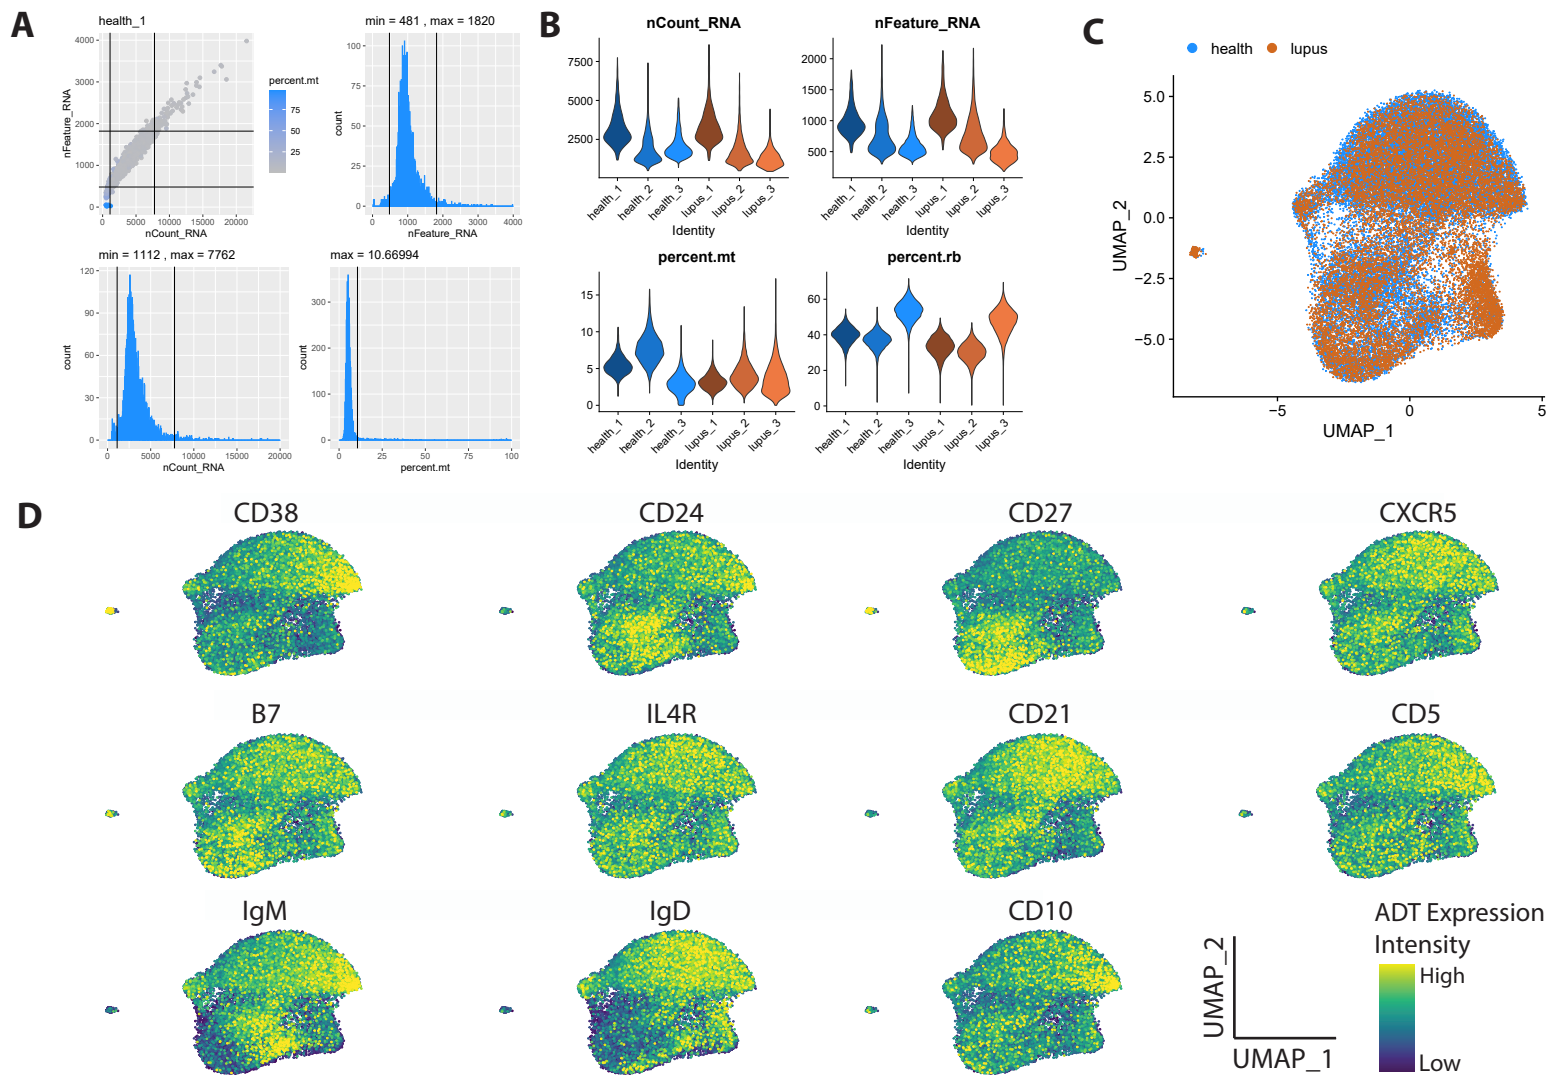 A
health_1
4000
3000
2000
1000
0
nFeature_RNA
0
5000
10000
15000
20000
nCount_RNA
percent.mt
75
50
25
min = 481 , max = 1820
100
75
50
25
0
count
0
1000
2000
3000
4000
nFeature_RNA
min = 1112 , max = 7762
120
90
60
30
0
count
0
5000
10000
15000
20000
nCount_RNA
max = 10.66994
300
200
100
0
count
0
25
50
75
100
percent.mt
B
nCount_RNA
7500
5000
2500
health_1
health_2
health_3
lupus_1
lupus_2
lupus_3
Identity
nFeature_RNA
2000
1500
1000
500
health_1
health_2
health_3
lupus_1
lupus_2
lupus_3
Identity
percent.mt
15
10
5
0
health_1
health_2
health_3
lupus_1
lupus_2
lupus_3
Identity
percent.rb
60
40
20
0
health_1
health_2
health_3
lupus_1
lupus_2
lupus_3
Identity
C
health lupus
5.0
2.5
0.0
−2.5
−5.0
UMAP_2
−5
0
5
UMAP_1
D
CD38
CD24
CD27
CXCR5
B7
IL4R
CD21
CD5
IgM
IgD
CD10
UMAP_2
UMAP_1
ADT Expression
Intensity
High
Low